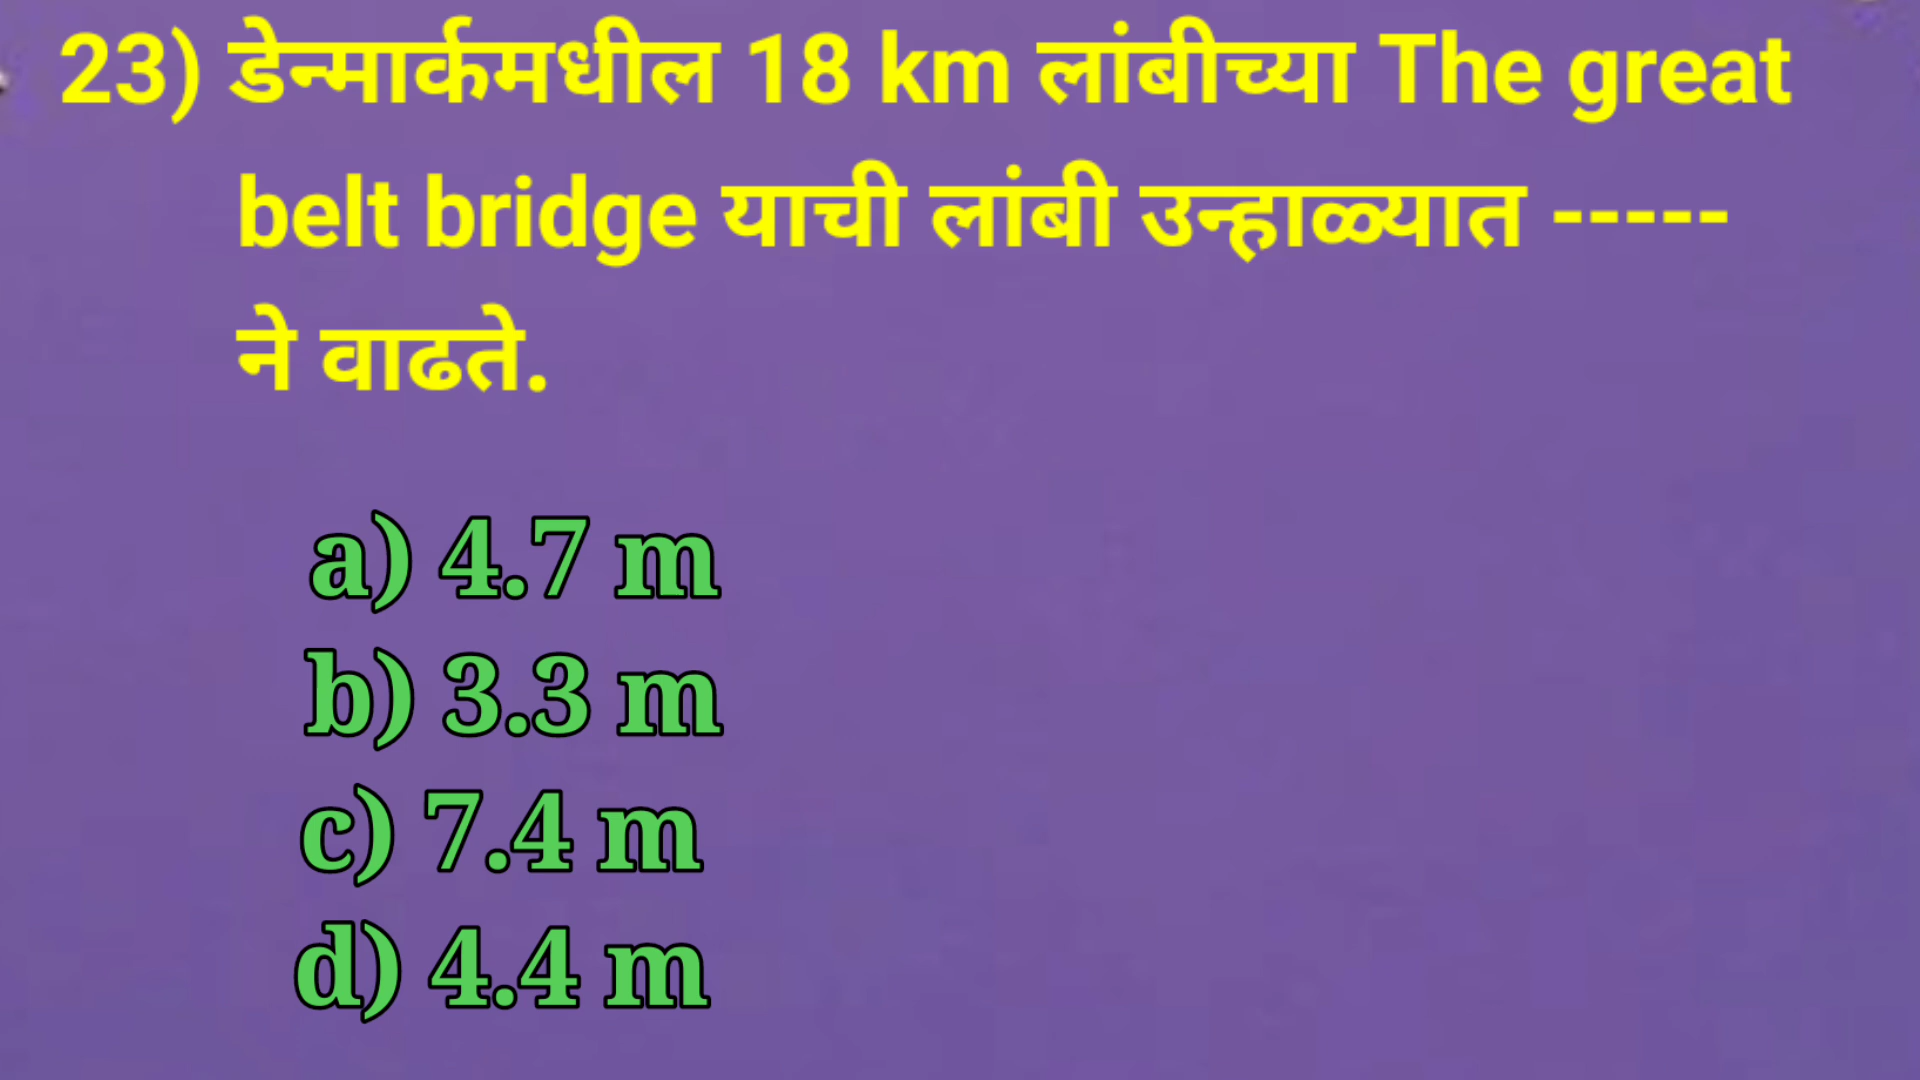 23) डेन्मार्कमधील 18 km लांबीच्या The great
belt bridge याची लांबी उन्हाळ्यात -----
ने वाढते.
a) 4.7 m
b) 3.3 m
c) 7.4 m
d) 4.4 m